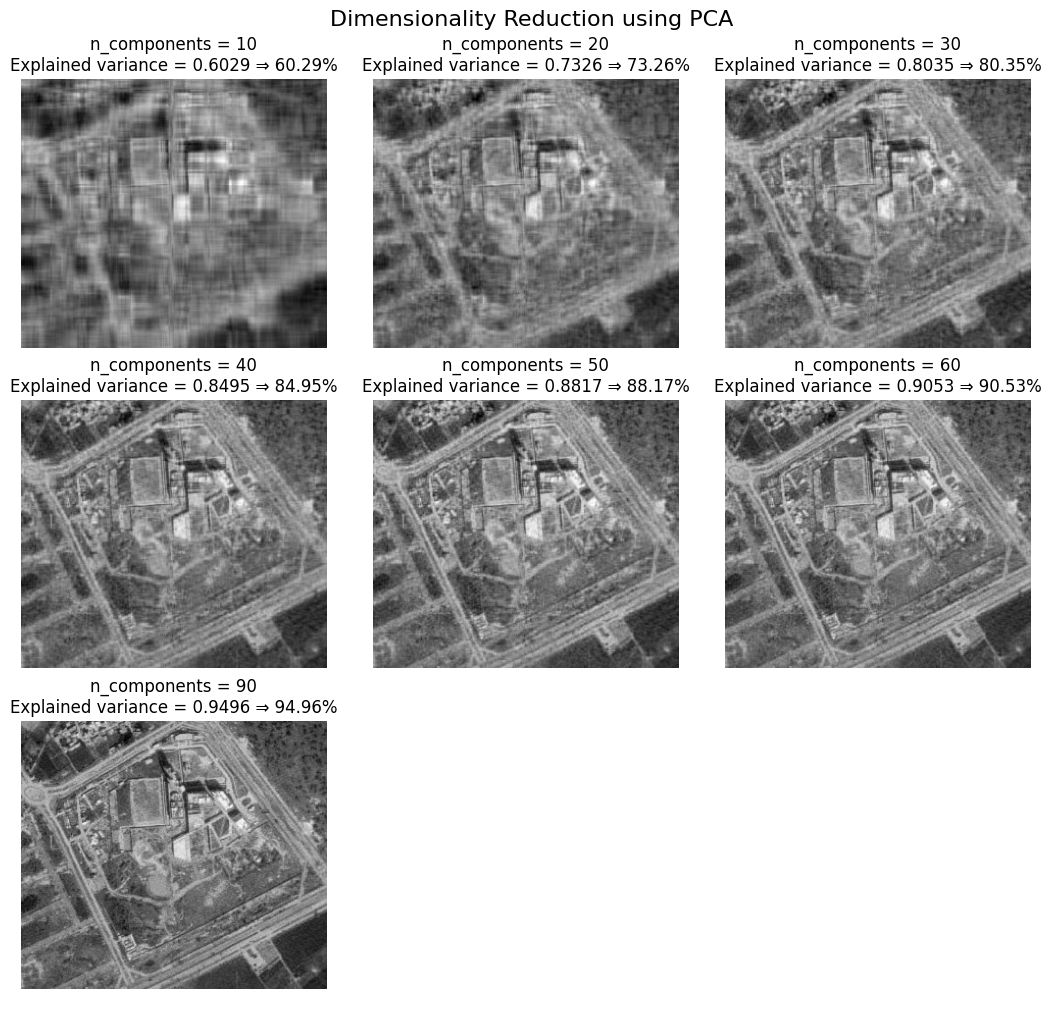 Dimensionality Reduction using PCA
n_components = 10
Explained variance = 0.6029 ⇒ 60.29%
n_components = 20
Explained variance = 0.7326 ⇒ 73.26%
n_components = 30
Explained variance = 0.8035 ⇒ 80.35%
n_components = 40
Explained variance = 0.8495 ⇒ 84.95%
n_components = 50
Explained variance = 0.8817 ⇒ 88.17%
n_components = 60
Explained variance = 0.9053 ⇒ 90.53%
n_components = 90
Explained variance = 0.9496 ⇒ 94.96%